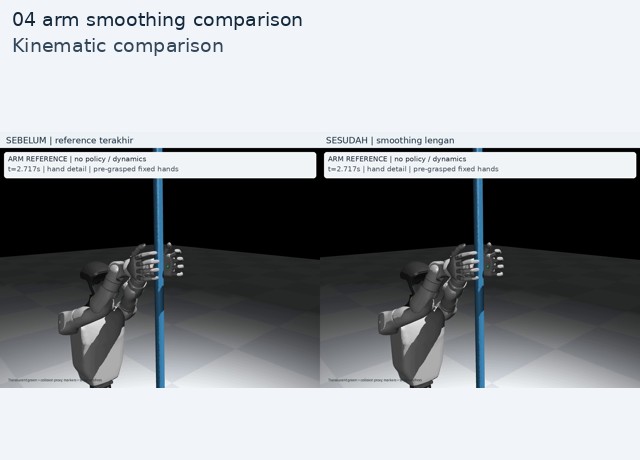 04 arm smoothing comparison
Kinematic comparison
SEBELUM | reference terakhir
SESUDAH | smoothing lengan
ARM REFERENCE | no policy / dynamics
t=2.717s | hand detail | pre-grasped fixed hands
ARM REFERENCE | no policy / dynamics
t=2.717s | hand detail | pre-grasped fixed hands